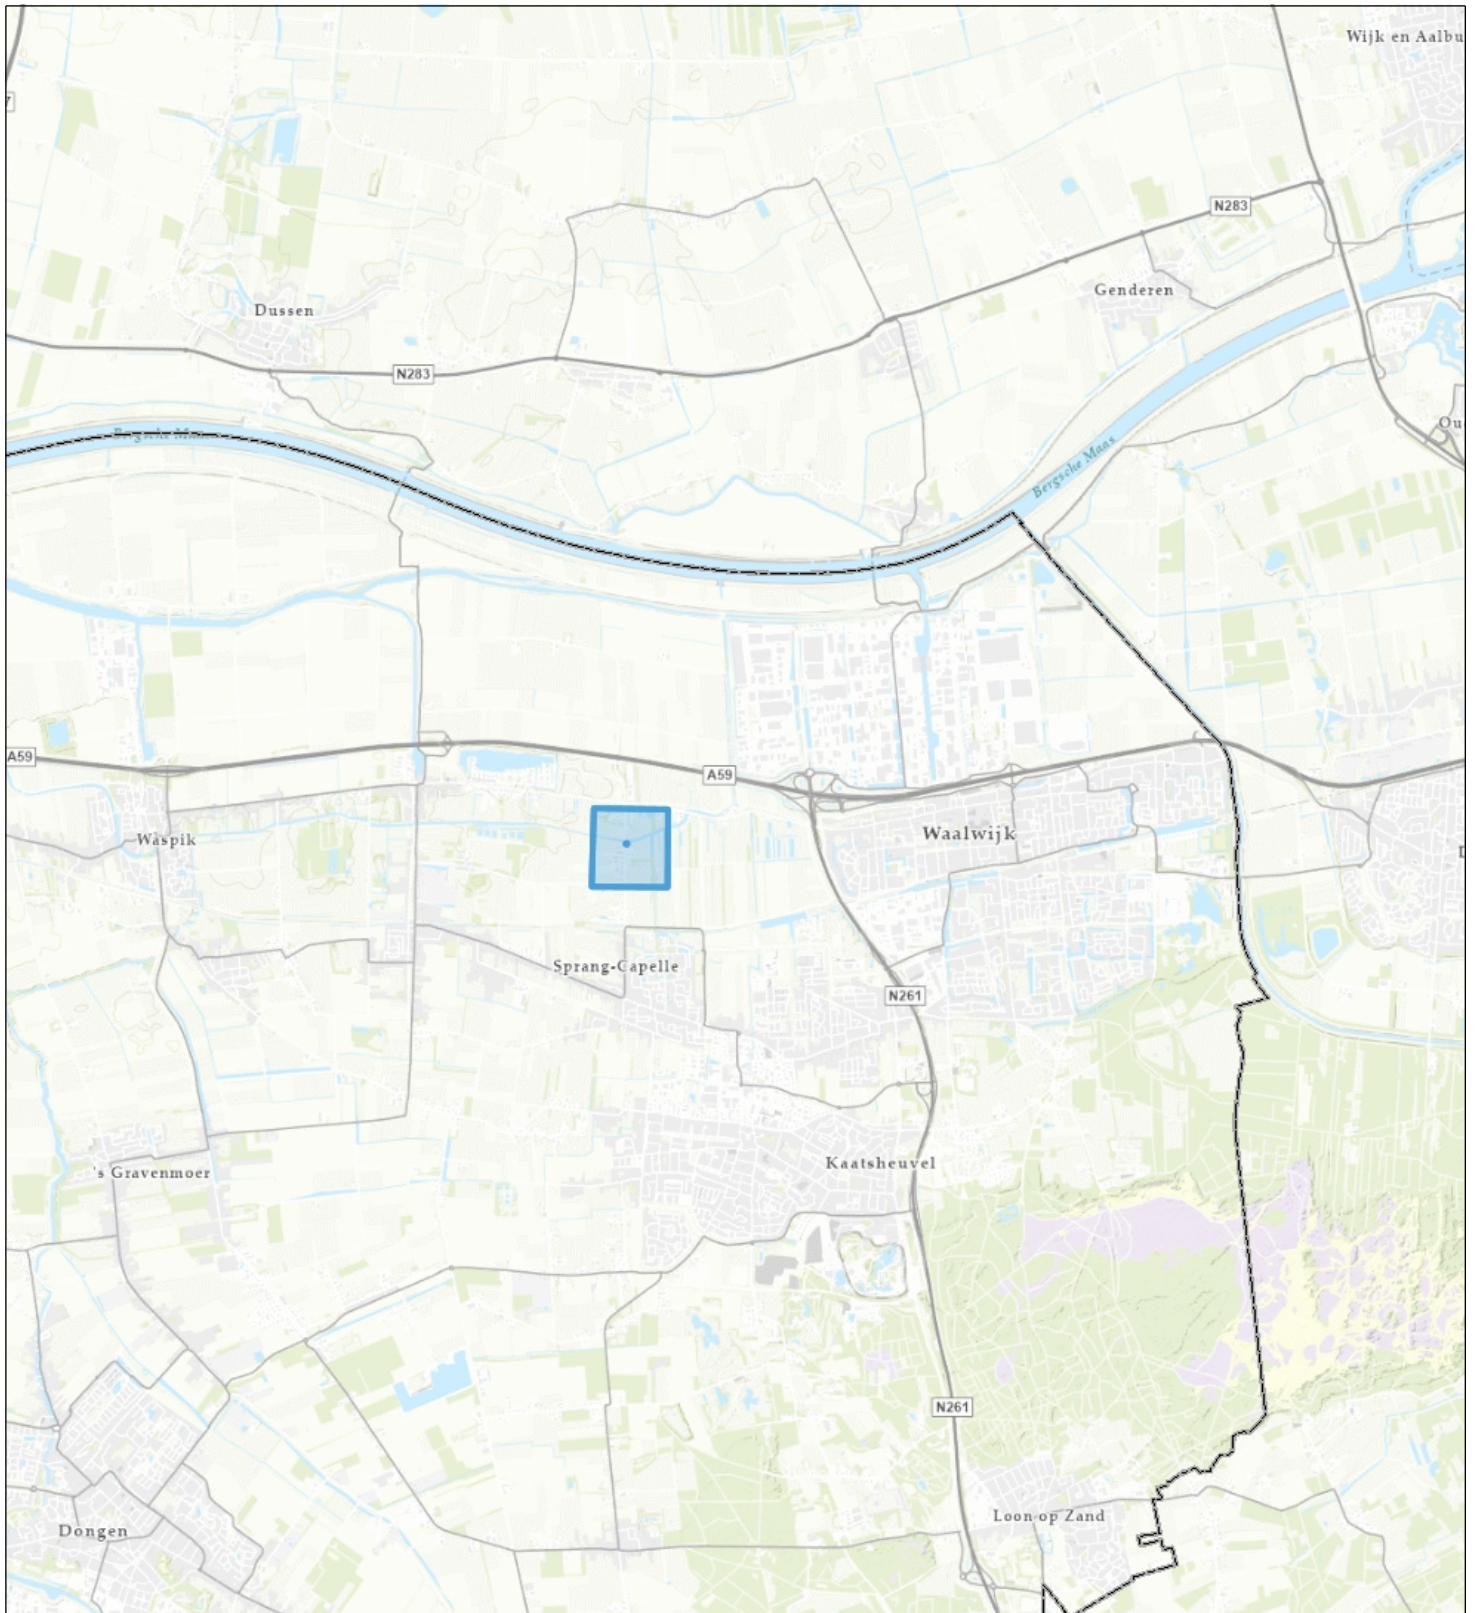 Wijk en Aalbu
7
N283
Genderen
Dussen
N283
Ou
Bergsche Maas
Bergsche Maas
A59
A59
Waalwijk
Waspik
Sprang-Capelle
N261
Kaatsheuvel
's Gravenmoer
N261
Loon op Zand
Dongen